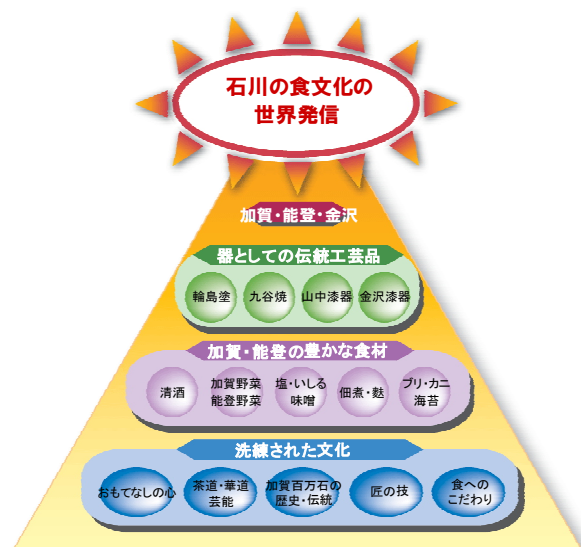 石川の食文化の
世界発信
加賀・能登・金沢
器としての伝統工芸品
輪島塗
九谷焼
山中漆器
金沢漆器
加賀・能登の豊かな食材
清酒
加賀野菜
能登野菜
塩・いしる
味噌
佃煮・麩
ブリ・カニ
海苔
洗練された文化
おもてなしの心
茶道・華道
芸能
加賀百万石の
歴史・伝統
匠の技
食への
こだわり